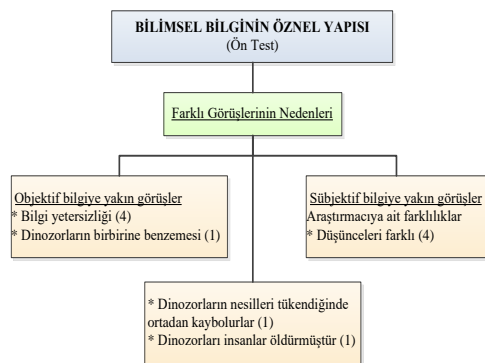 BİLİMSEL BİLGİNİN ÖZNEL YAPISI
(Ön Test)
Farklı Görüşlerinin Nedenleri
Objektif bilgiye yakın görüşler
* Bilgi yetersizliği (4)
* Dinozorların birbirine benzemesi (1)
Sübjektif bilgiye yakın görüşler
Araştırmacıya ait farklılıklar
* Düşünceleri farklı (4)
* Dinozorların nesilleri tükendiğinde
ortadan kaybolurlar (1)
* Dinozorları insanlar öldürmüştür (1)